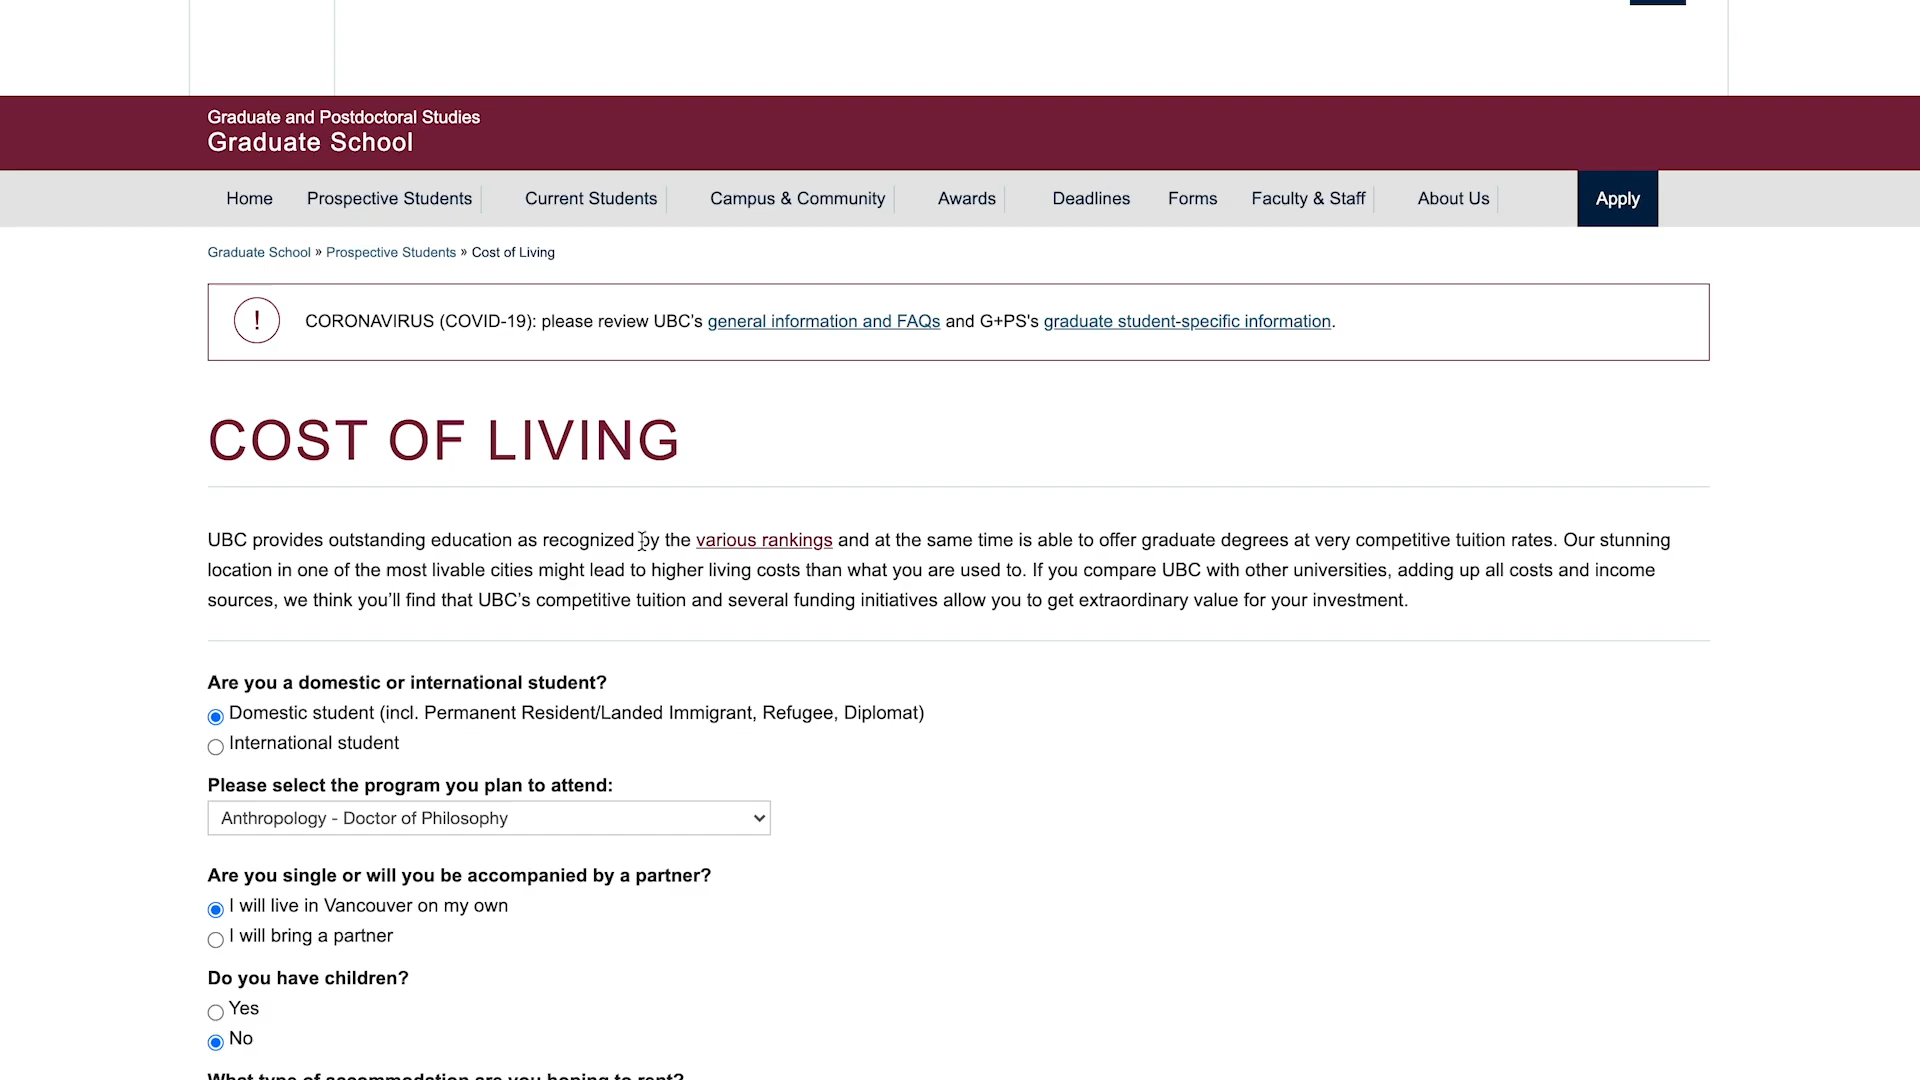 Graduate and Postdoctoral Studies
Graduate School
Home Prospective Students Current Students Campus & Community Awards Deadlines Forms Faculty & Staff About Us Apply
Graduate School » Prospective Students » Cost of Living
! CORONAVIRUS (COVID-19): please review UBC's general information and FAQs and G+PS's graduate student-specific information.
COST OF LIVING
UBC provides outstanding education as recognized by the various rankings and at the same time is able to offer graduate degrees at very competitive tuition rates. Our stunning
location in one of the most livable cities might lead to higher living costs than what you are used to. If you compare UBC with other universities, adding up all costs and income
sources, we think you’ll find that UBC’s competitive tuition and several funding initiatives allow you to get extraordinary value for your investment.
Are you a domestic or international student?
Domestic student (incl. Permanent Resident/Landed Immigrant, Refugee, Diplomat)
International student
Please select the program you plan to attend:
Anthropology - Doctor of Philosophy
Are you single or will you be accompanied by a partner?
I will live in Vancouver on my own
I will bring a partner
Do you have children?
Yes
No
What type of accommodation are you hoping to rent?